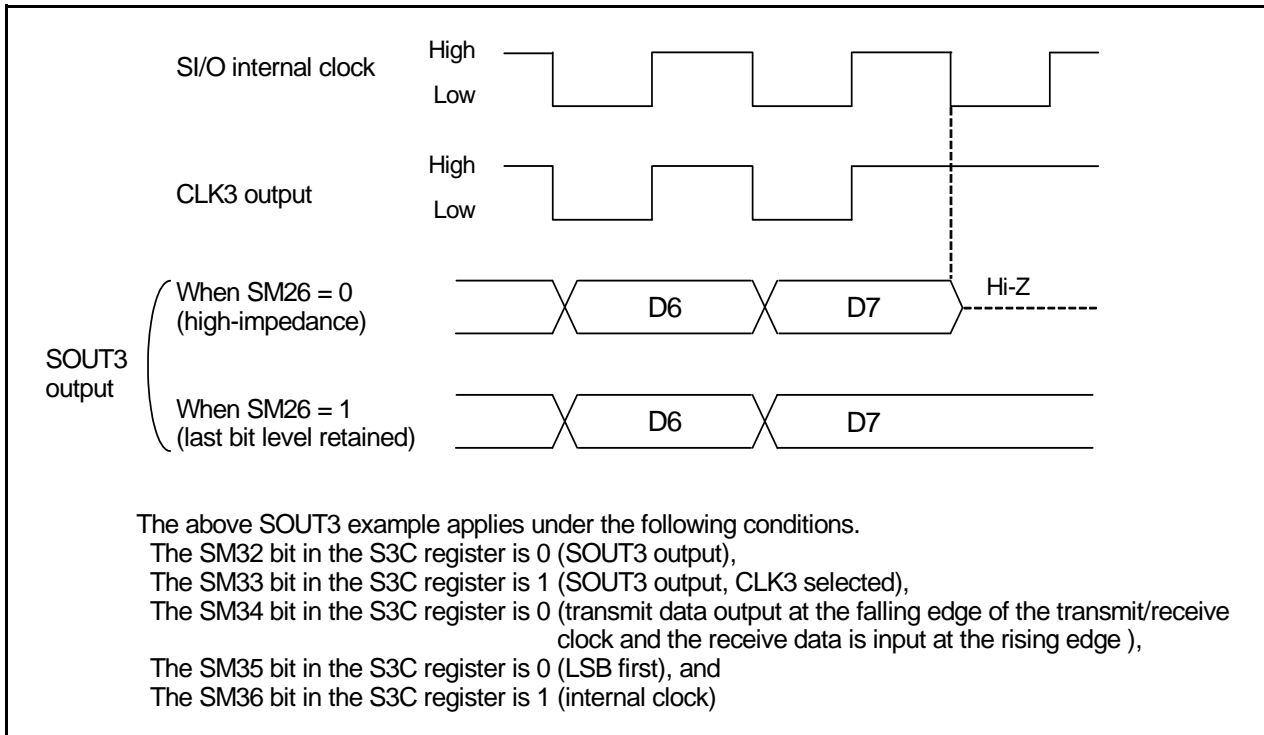 SI/O internal clock
High
Low
CLK3 output
High
Low
SOUT3
output
When SM26 = 0
(high-impedance)
D6
D7
Hi-Z
When SM26 = 1
(last bit level retained)
D6
D7
The above SOUT3 example applies under the following conditions.
The SM32 bit in the S3C register is 0 (SOUT3 output),
The SM33 bit in the S3C register is 1 (SOUT3 output, CLK3 selected),
The SM34 bit in the S3C register is 0 (transmit data output at the falling edge of the transmit/receive
clock and the receive data is input at the rising edge ),
The SM35 bit in the S3C register is 0 (LSB first), and
The SM36 bit in the S3C register is 1 (internal clock)